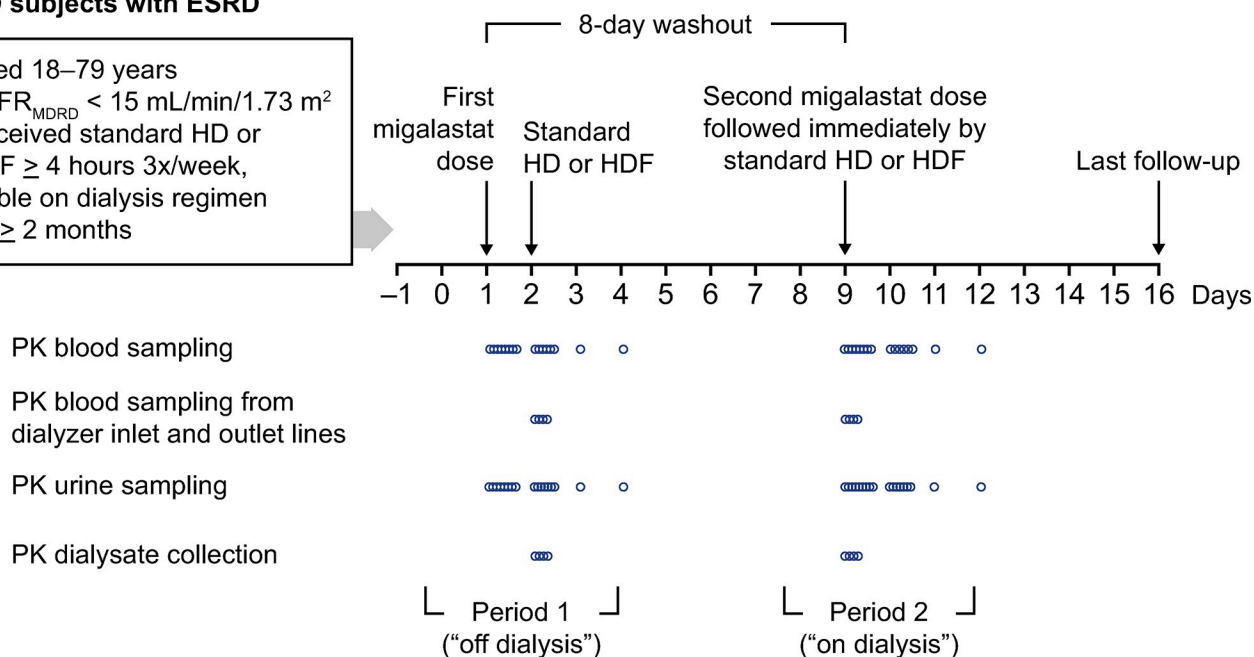 subjects with ESRD
8-day washout
ed 18–79 years
FR_MDRD < 15 mL/min/1.73 m²
ceived standard HD or
F ≥ 4 hours 3x/week,
ble on dialysis regimen
≥ 2 months
First
migalastat
dose
Standard
HD or HDF
Second migalastat dose
followed immediately by
standard HD or HDF
Last follow-up
–1 0 1 2 3 4 5 6 7 8 9 10 11 12 13 14 15 16 Days
PK blood sampling
PK blood sampling from
dialyzer inlet and outlet lines
PK urine sampling
PK dialysate collection
Period 1
(“off dialysis”)
Period 2
(“on dialysis”)